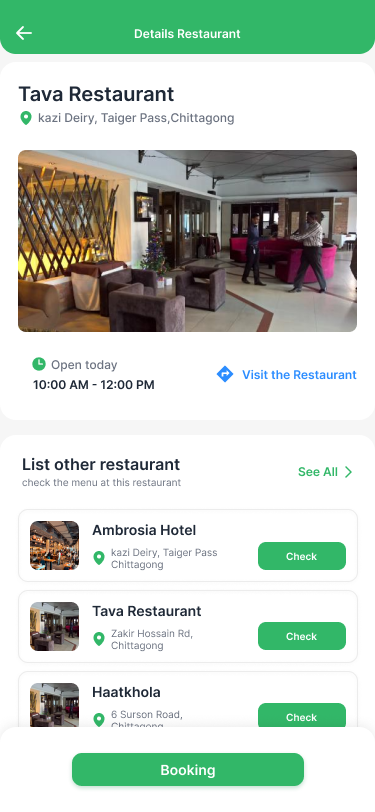 Details Restaurant
Tava Restaurant
kazi Deiry, Taiger Pass,Chittagong
Open today
10:00 AM - 12:00 PM
Visit the Restaurant
List other restaurant
See All
check the menu at this restaurant
Ambrosia Hotel
kazi Deiry, Taiger Pass
Chittagong
Check
Tava Restaurant
Zakir Hossain Rd,
Chittagong
Check
Haatkhola
6 Surson Road,
Chittagong
Check
Booking